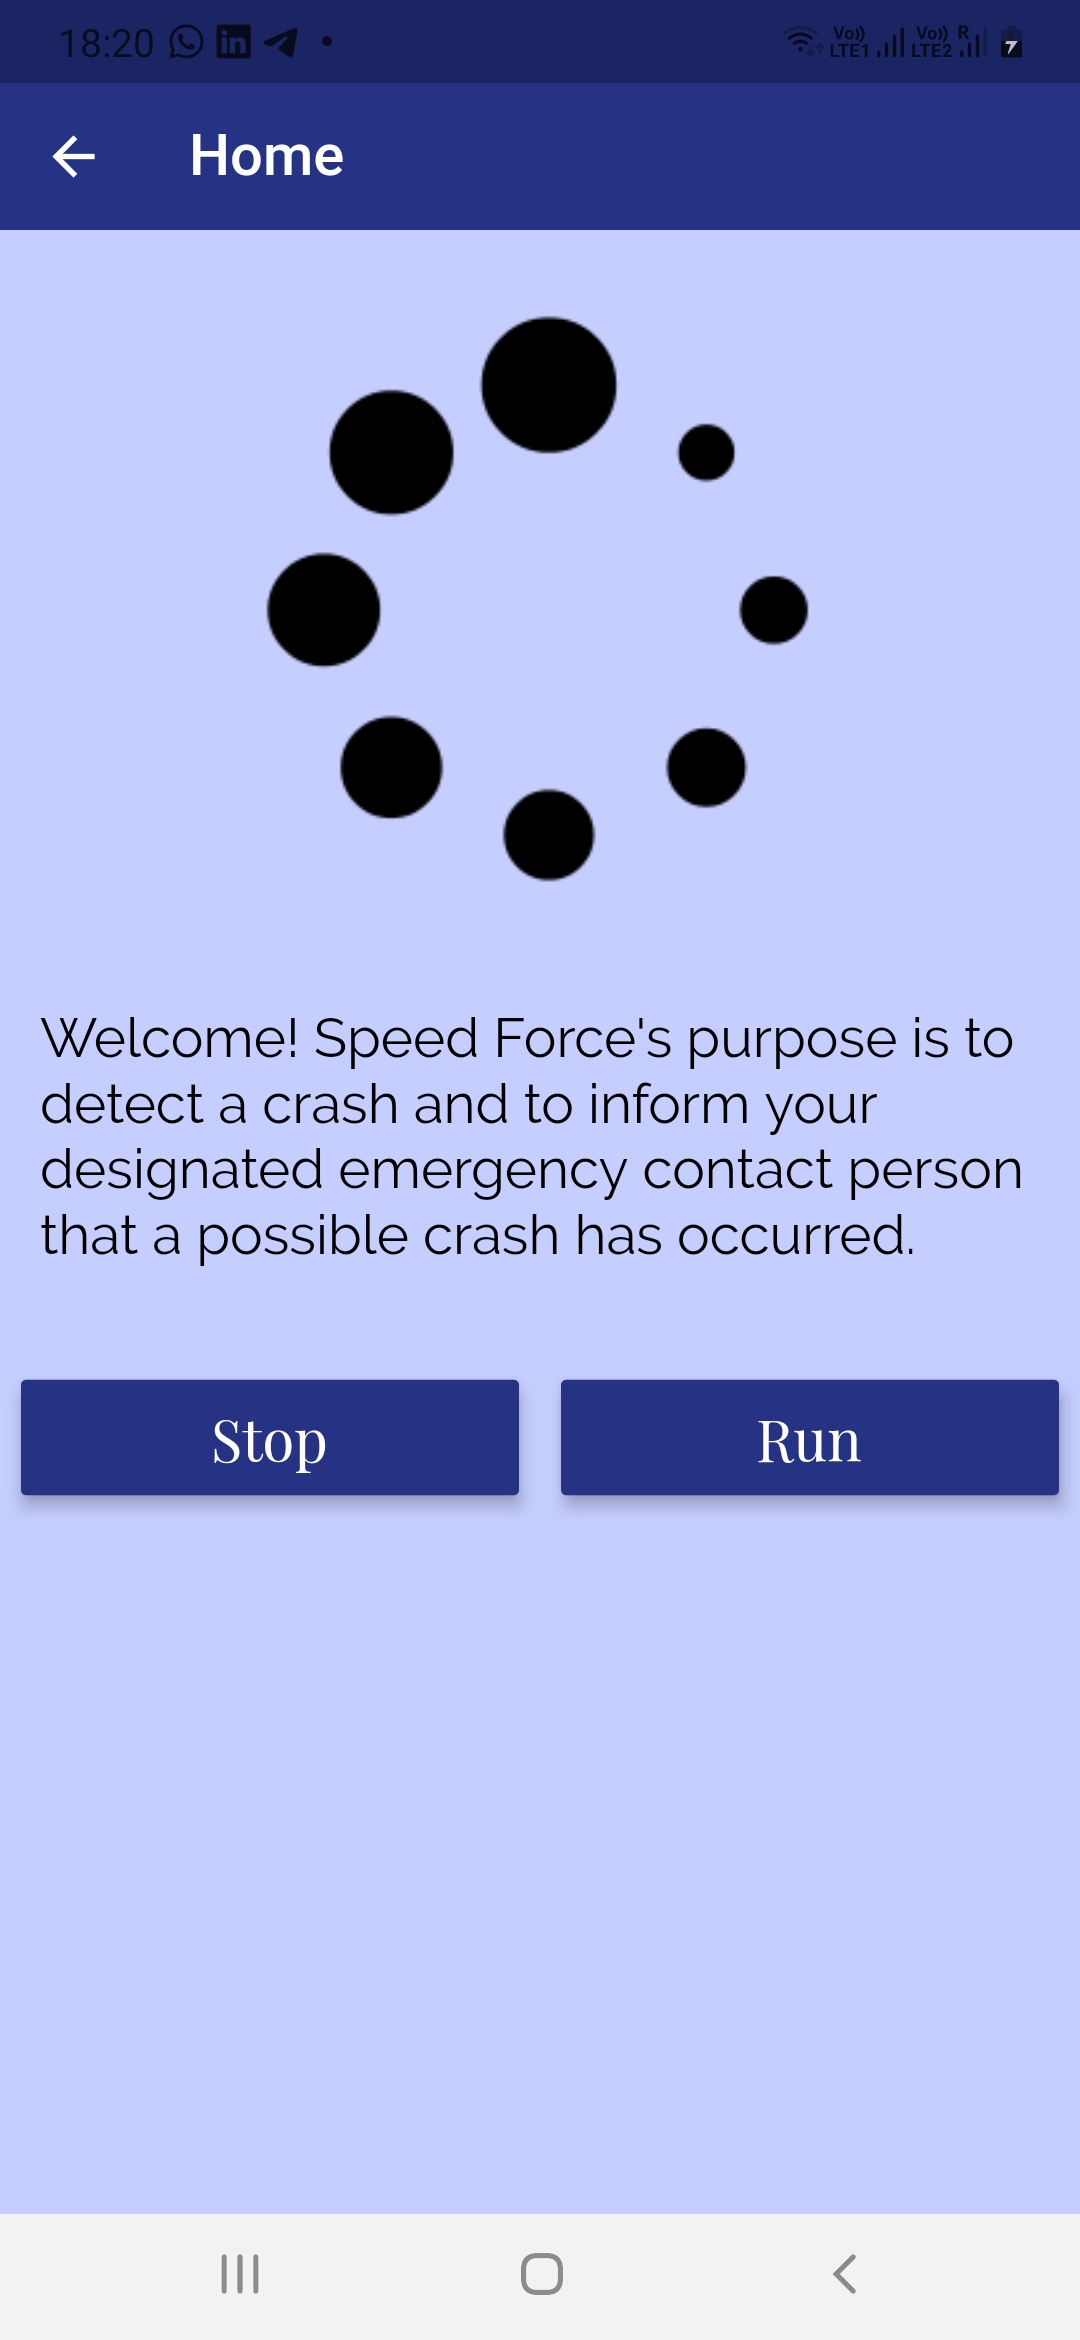 18:20 Vo)) LTE1 Vo)) LTE2 R
Home
Welcome! Speed Force's purpose is to
detect a crash and to inform your
designated emergency contact person
that a possible crash has occurred.
Stop Run